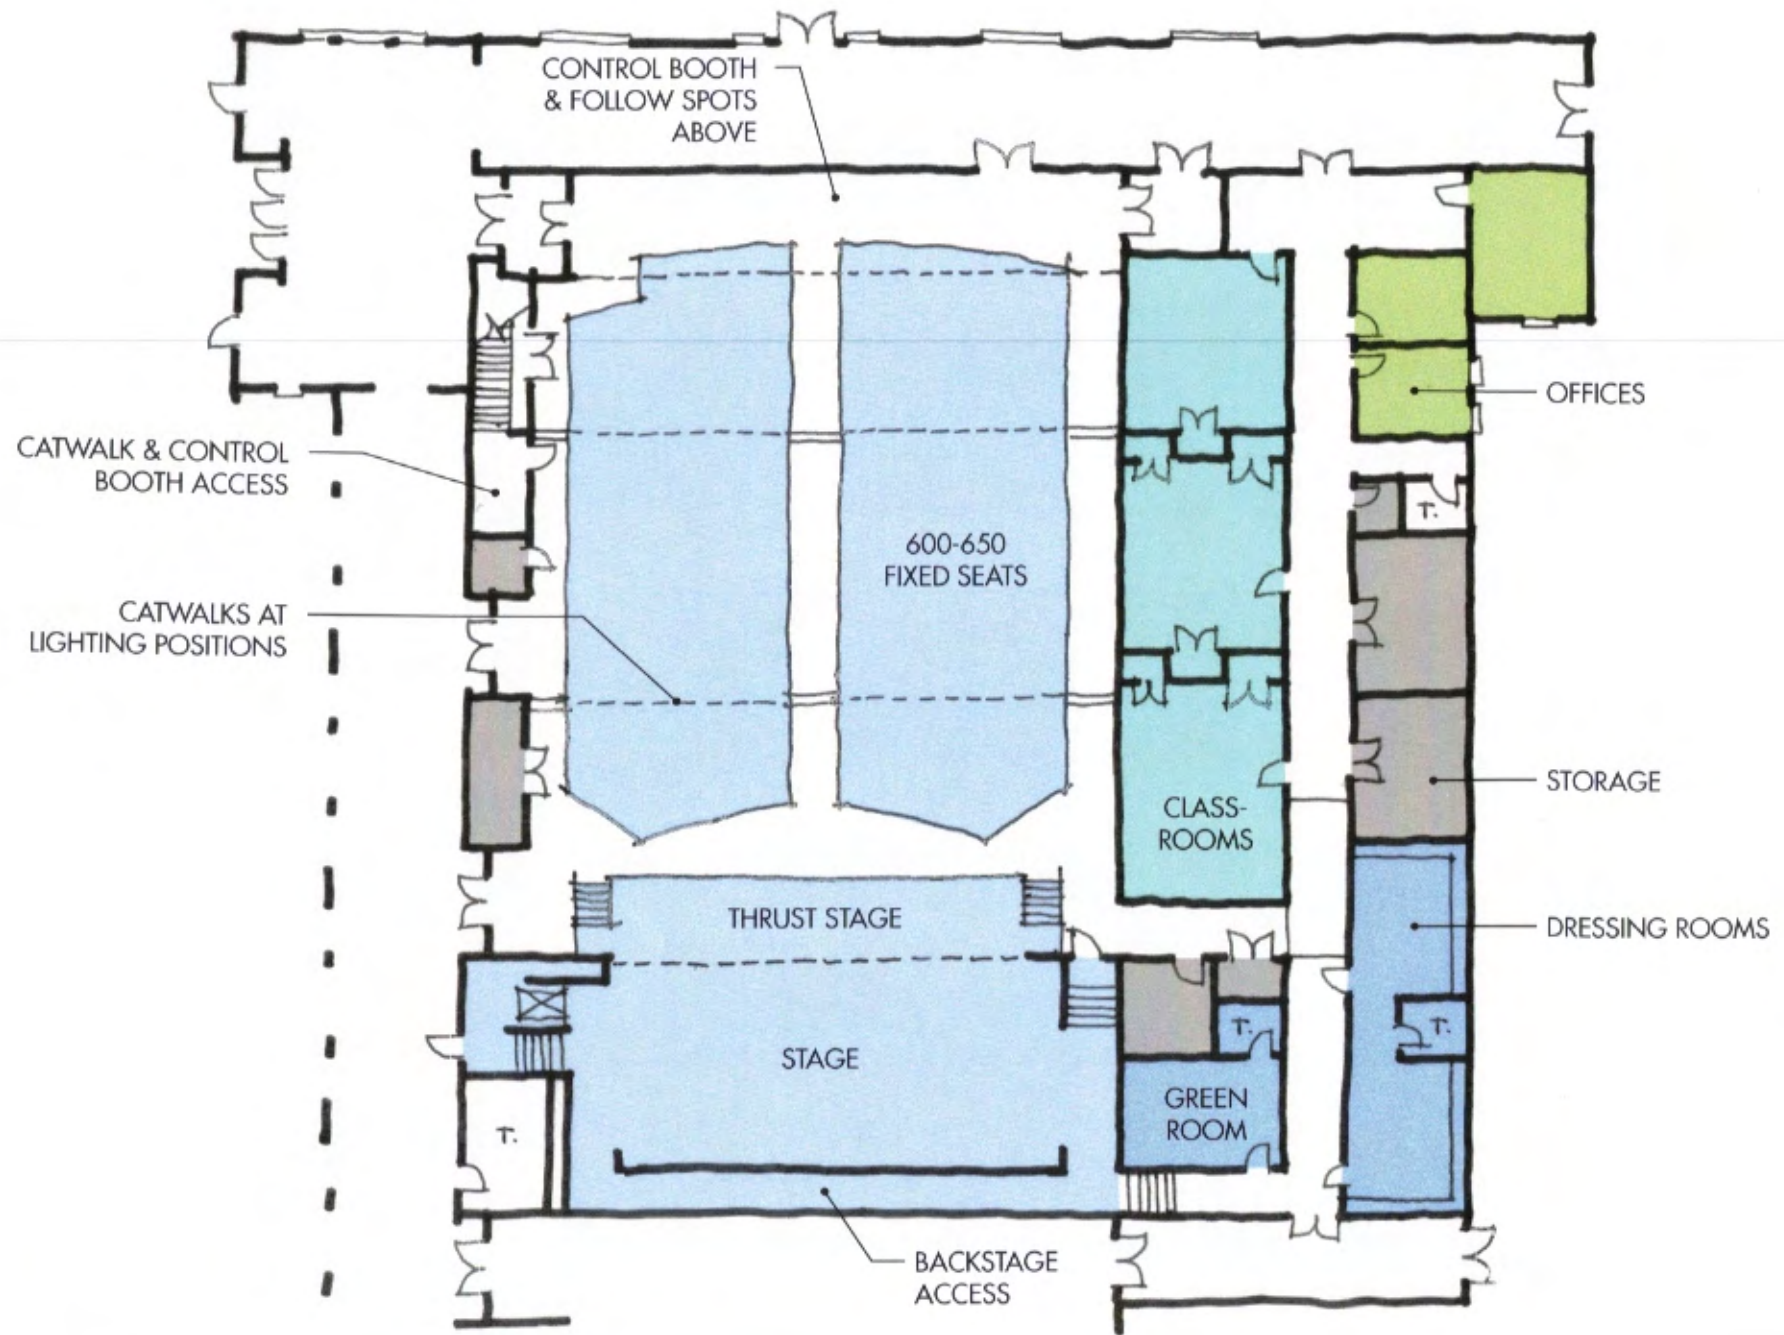 CONTROL BOOTH
& FOLLOW SPOTS
ABOVE
OFFICES
CATWALK & CONTROL
BOOTH ACCESS
T.
600-650
FIXED SEATS
CATWALKS AT
LIGHTING POSITIONS
STORAGE
CLASS-
ROOMS
THRUST STAGE
DRESSING ROOMS
T.
T.
STAGE
GREEN
ROOM
T.
BACKSTAGE
ACCESS